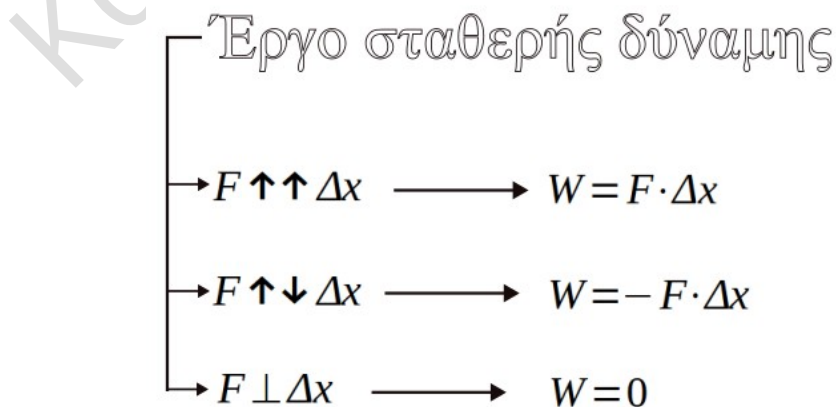 Έργο σταθερής δύναμης
F ↑↑ Δx ⟶ W = F·Δx
F ↑↓ Δx ⟶ W = − F·Δx
F ⊥ Δx ⟶ W = 0